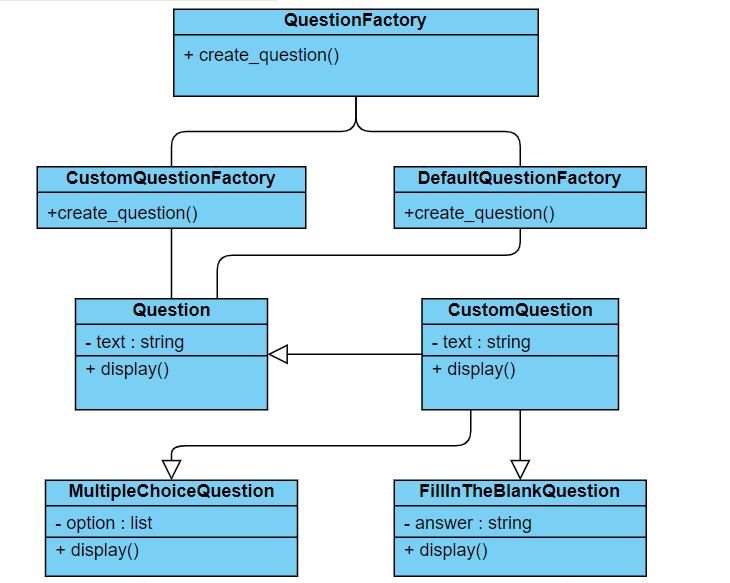 QuestionFactory
+ create_question()
CustomQuestionFactory
+create_question()
DefaultQuestionFactory
+create_question()
Question
- text : string
+ display()
CustomQuestion
- text : string
+ display()
MultipleChoiceQuestion
- option : list
+ display()
FillInTheBlankQuestion
- answer : string
+ display()